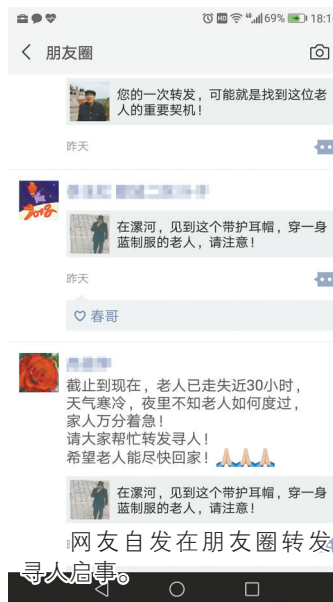 69% 18:1
朋友圈
您的一次转发，可能就是找到这位老
人的重要契机！
昨天
在漯河，见到这个带护耳帽，穿一身
蓝制服的老人，请注意！
昨天
春哥
截止到现在，老人已走失近30小时，
天气寒冷，夜里不知老人如何度过，
家人万分着急！
请大家帮忙转发寻人！
希望老人能尽快回家！🙏🙏🙏
在漯河，见到这个带护耳帽，穿一身
蓝制服的老人，请注意！
网友自发在朋友圈转发
寻人启事。